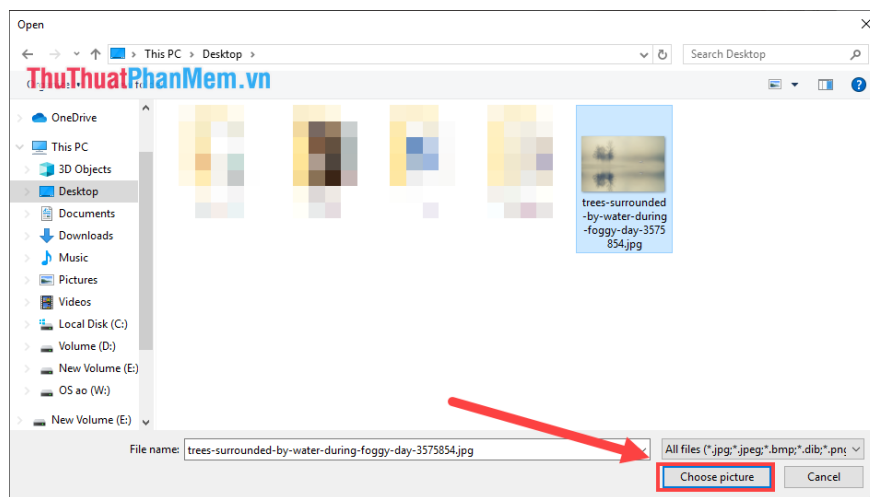 Open
This PC > Desktop >
Search Desktop
ThuThuatPhanMem.vn
OneDrive
This PC
3D Objects
Desktop
Documents
Downloads
Music
Pictures
Videos
Local Disk (C:)
Volume (D:)
New Volume (E:)
OS ao (W:)
New Volume (E:)
trees-surrounded
-by-water-during
-foggy-day-3575
854.jpg
File name: trees-surrounded-by-water-during-foggy-day-3575854.jpg
All files (*.jpg;*.jpeg;*.bmp;*.dib;*.png
Choose picture
Cancel